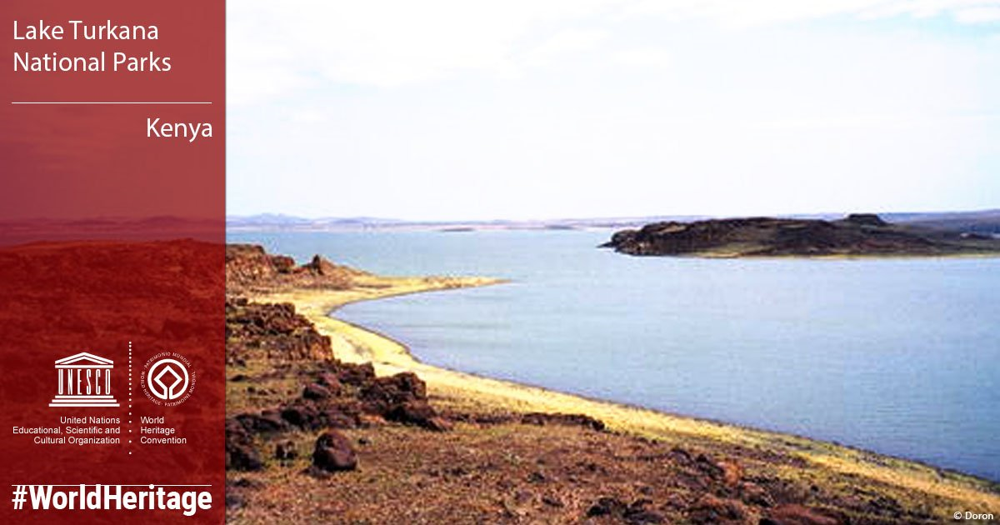 Lake Turkana
National Parks
Kenya
UNESCO
WORLD HERITAGE • PATRIMOINE MONDIAL • PATRIMONIO MUNDIAL •
United Nations
Educational, Scientific and
Cultural Organization
World
Heritage
Convention
#WorldHeritage
© Doron